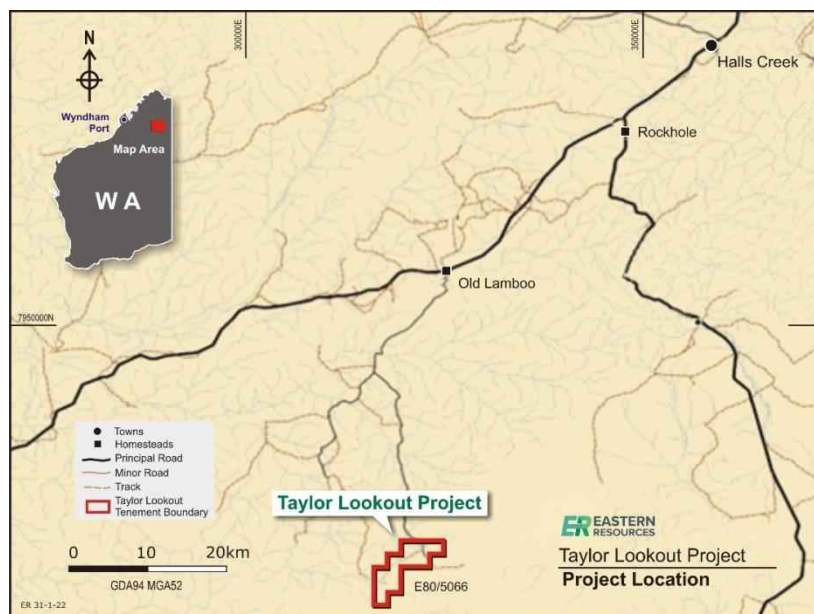 300000E
350000E
N
Halls Creek
Wyndham
Port
Map Area
Rockhole
WA
Old Lamboo
7950000N
Towns
Homesteads
Principal Road
Minor Road
Track
Taylor Lookout
Tenement Boundary
Taylor Lookout Project
0 10 20km
GDA94 MGA52
E80/5066
ER EASTERN
RESOURCES
Taylor Lookout Project
Project Location
ER 31-1-22